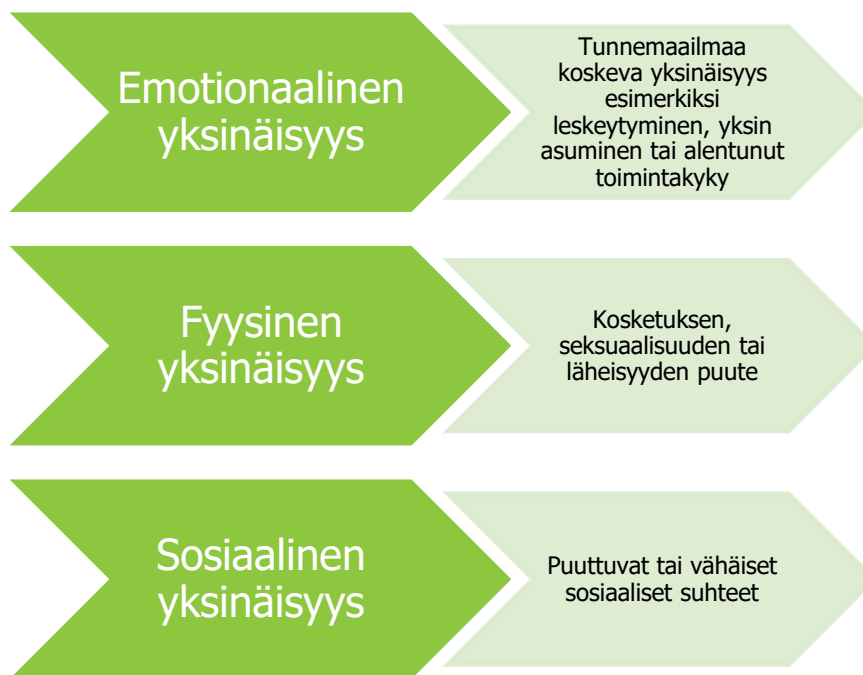 Emotionaalinen
yksinäisyys
Tunnemaailmaa
koskeva yksinäisyys
esimerkiksi
leskeytyminen, yksin
asuminen tai alentunut
toimintakyky
Fyysinen
yksinäisyys
Kosketuksen,
seksuaalisuuden tai
läheisyyden puute
Sosiaalinen
yksinäisyys
Puuttuvat tai vähäiset
sosiaaliset suhteet